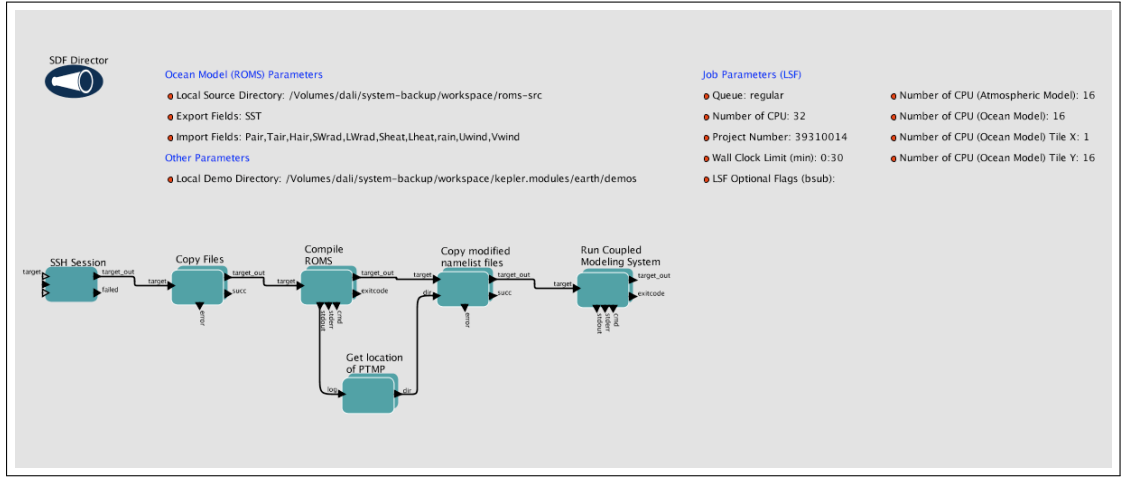 SDF Director
Ocean Model (ROMS) Parameters
Local Source Directory: /Volumes/dali/system-backup/workspace/roms-src
Export Fields: SST
Import Fields: Pair,Tair,Hair,SWrad,LWrad,Sheat,Lheat,rain,Uwind,Vwind
Other Parameters
Local Demo Directory: /Volumes/dali/system-backup/workspace/kepler.modules/earth/demos
Job Parameters (LSF)
Queue: regular
Number of CPU: 32
Project Number: 39310014
Wall Clock Limit (min): 0:30
LSF Optional Flags (bsub):
Number of CPU (Atmospheric Model): 16
Number of CPU (Ocean Model): 16
Number of CPU (Ocean Model) Tile X: 1
Number of CPU (Ocean Model) Tile Y: 16
SSH Session
target
target_out
failed
Copy Files
target
target_out
succ
error
Compile
ROMS
target
target_out
exitcode
stdout
stderr
cmd
Get location
of PTMP
log
dir
Copy modified
namelist files
target
dir
target_out
succ
error
Run Coupled
Modeling System
target
target_out
exitcode
stdout
stderr
cmd